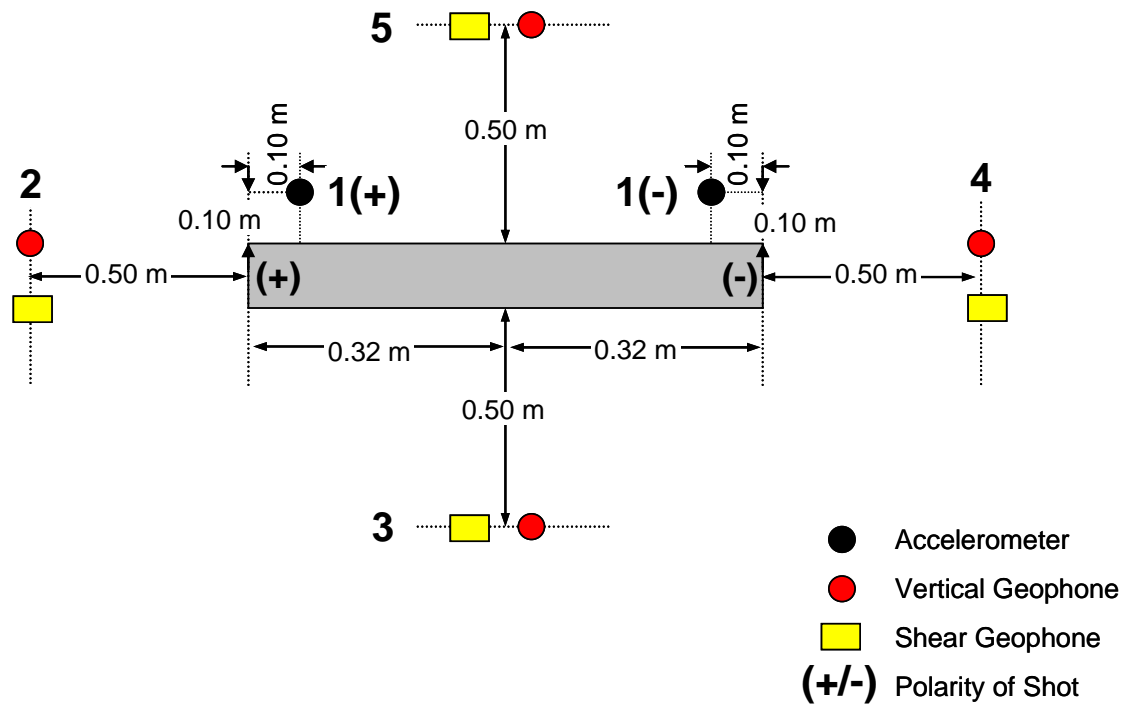 5
0.50 m
0.10 m
0.10 m
2
1(+)
1(-)
4
0.10 m
0.10 m
0.50 m
(+)
(-)
0.50 m
0.32 m
0.32 m
0.50 m
3
Accelerometer
Vertical Geophone
Shear Geophone
(+/-) Polarity of Shot